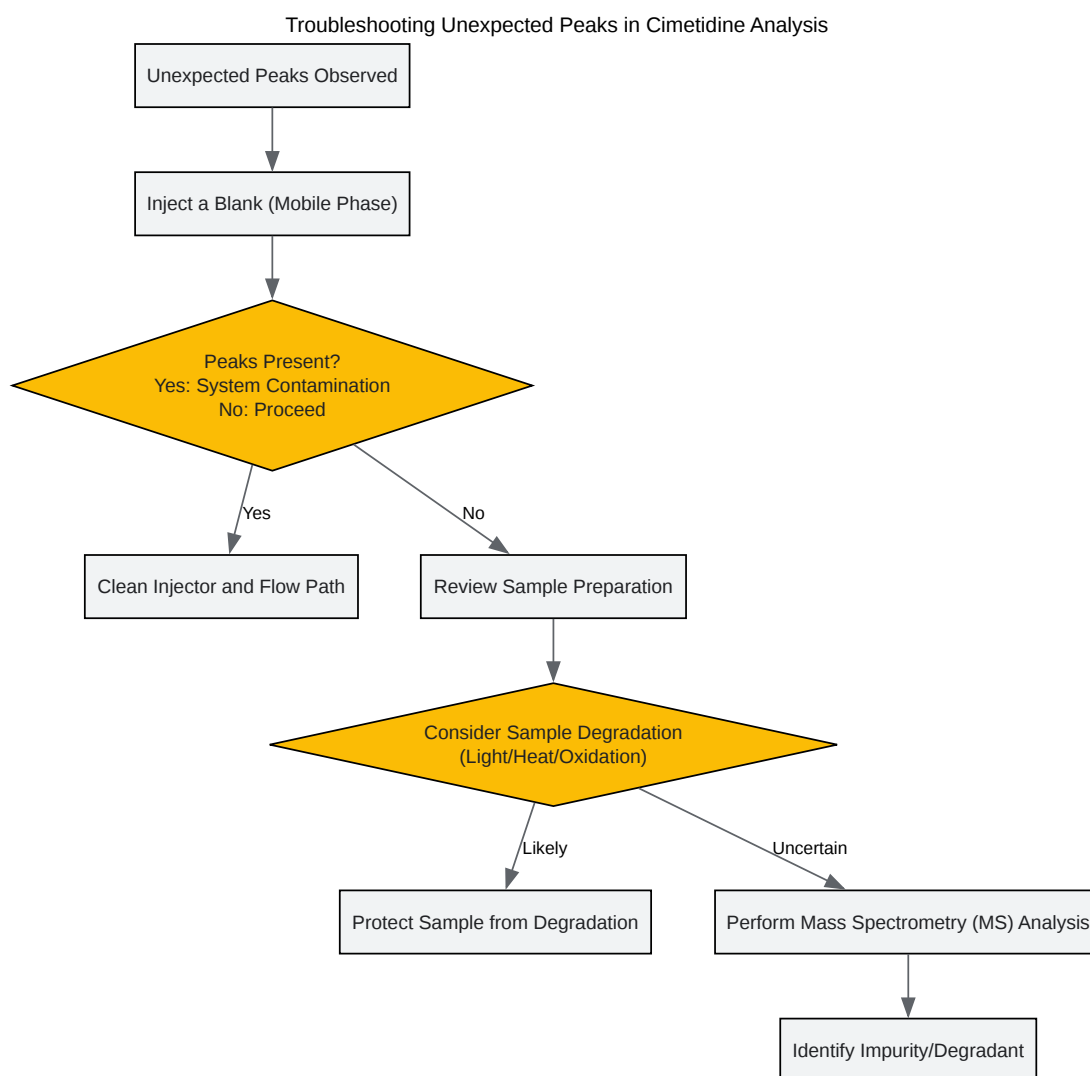 Troubleshooting Unexpected Peaks in Cimetidine Analysis
Unexpected Peaks Observed
Inject a Blank (Mobile Phase)
Peaks Present?
Yes: System Contamination
No: Proceed
Yes
No
Clean Injector and Flow Path
Review Sample Preparation
Consider Sample Degradation
(Light/Heat/Oxidation)
Likely
Uncertain
Protect Sample from Degradation
Perform Mass Spectrometry (MS) Analysis
Identify Impurity/Degradant